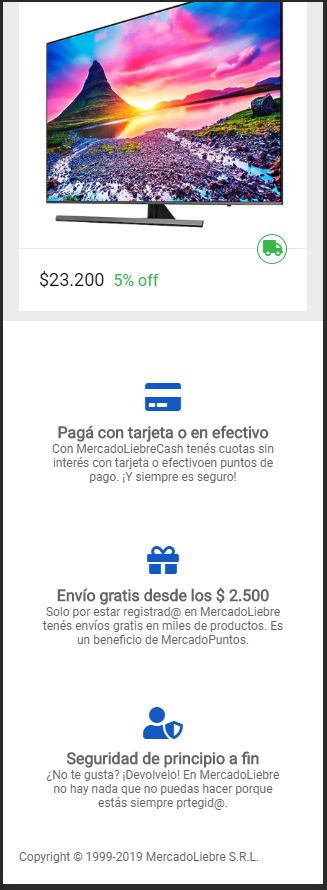 $23.200 5% off
Pagá con tarjeta o en efectivo
Con MercadoLiebreCash tenés cuotas sin
interés con tarjeta o efectivoen puntos de
pago. ¡Y siempre es seguro!
Envío gratis desde los $ 2.500
Solo por estar registrad@ en MercadoLiebre
tenés envíos gratis en miles de productos. Es
un beneficio de MercadoPuntos.
Seguridad de principio a fin
¿No te gusta? ¡Devolvelo! En MercadoLiebre
no hay nada que no puedas hacer porque
estás siempre prtegid@.
Copyright © 1999-2019 MercadoLiebre S.R.L.